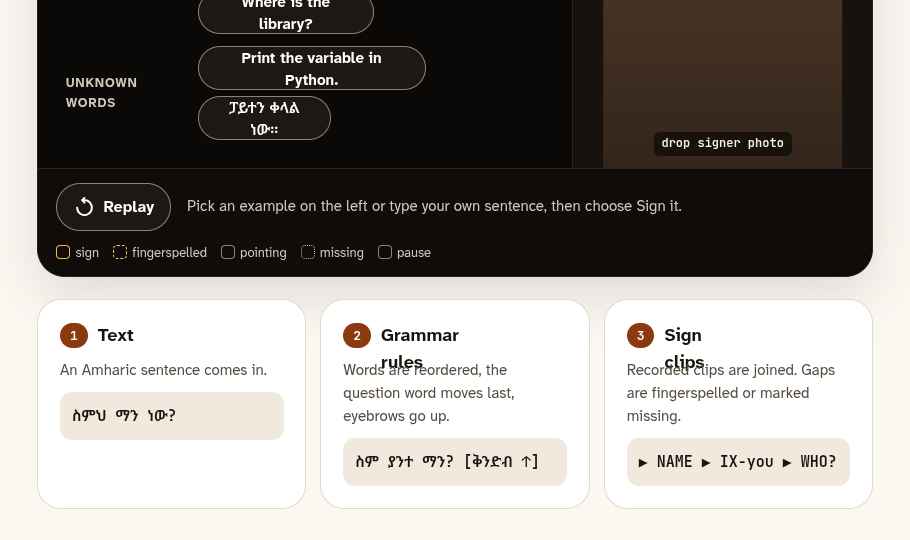 Where is the
library?
Print the variable in
Python.
UNKNOWN
WORDS
ፓይተን ቀላል
ነው።
drop signer photo
Replay
Pick an example on the left or type your own sentence, then choose Sign it.
sign
fingerspelled
pointing
missing
pause
1 Text
An Amharic sentence comes in.
ስምህ ማን ነው?
2 Grammar
rules
Words are reordered, the
question word moves last,
eyebrows go up.
ስም ያንተ ማን? [ቅንድብ ↑]
3 Sign
clips
Recorded clips are joined. Gaps
are fingerspelled or marked
missing.
▶ NAME ▶ IX-you ▶ WHO?